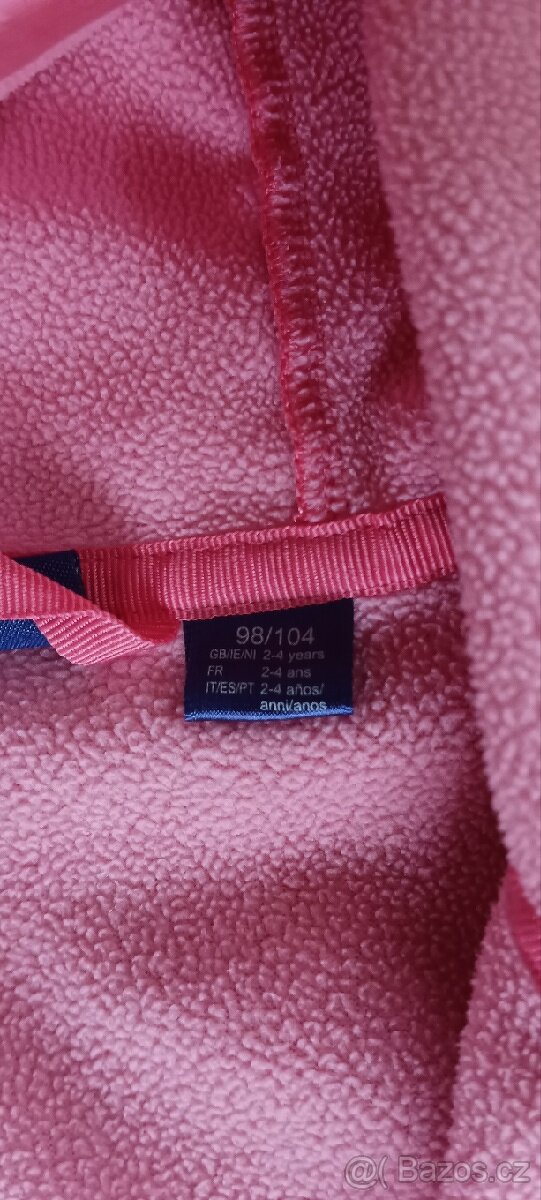 98/104
GB/IE/NI 2-4 years
FR 2-4 ans
IT/ES/PT 2-4 años/
anni/anos
@( Bazos.cz